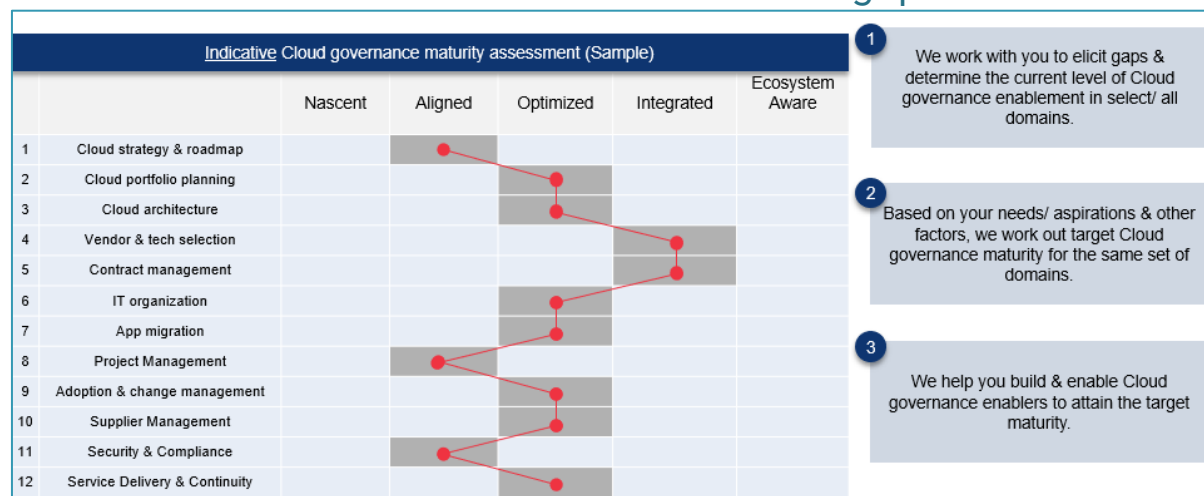 Indicative Cloud governance maturity assessment (Sample)
Nascent Aligned Optimized Integrated Ecosystem
Aware
1 Cloud strategy & roadmap
2 Cloud portfolio planning
3 Cloud architecture
4 Vendor & tech selection
5 Contract management
6 IT organization
7 App migration
8 Project Management
9 Adoption & change management
10 Supplier Management
11 Security & Compliance
12 Service Delivery & Continuity
1
We work with you to elicit gaps &
determine the current level of Cloud
governance enablement in select/ all
domains.
2
Based on your needs/ aspirations & other
factors, we work out target Cloud
governance maturity for the same set of
domains.
3
We help you build & enable Cloud
governance enablers to attain the target
maturity.